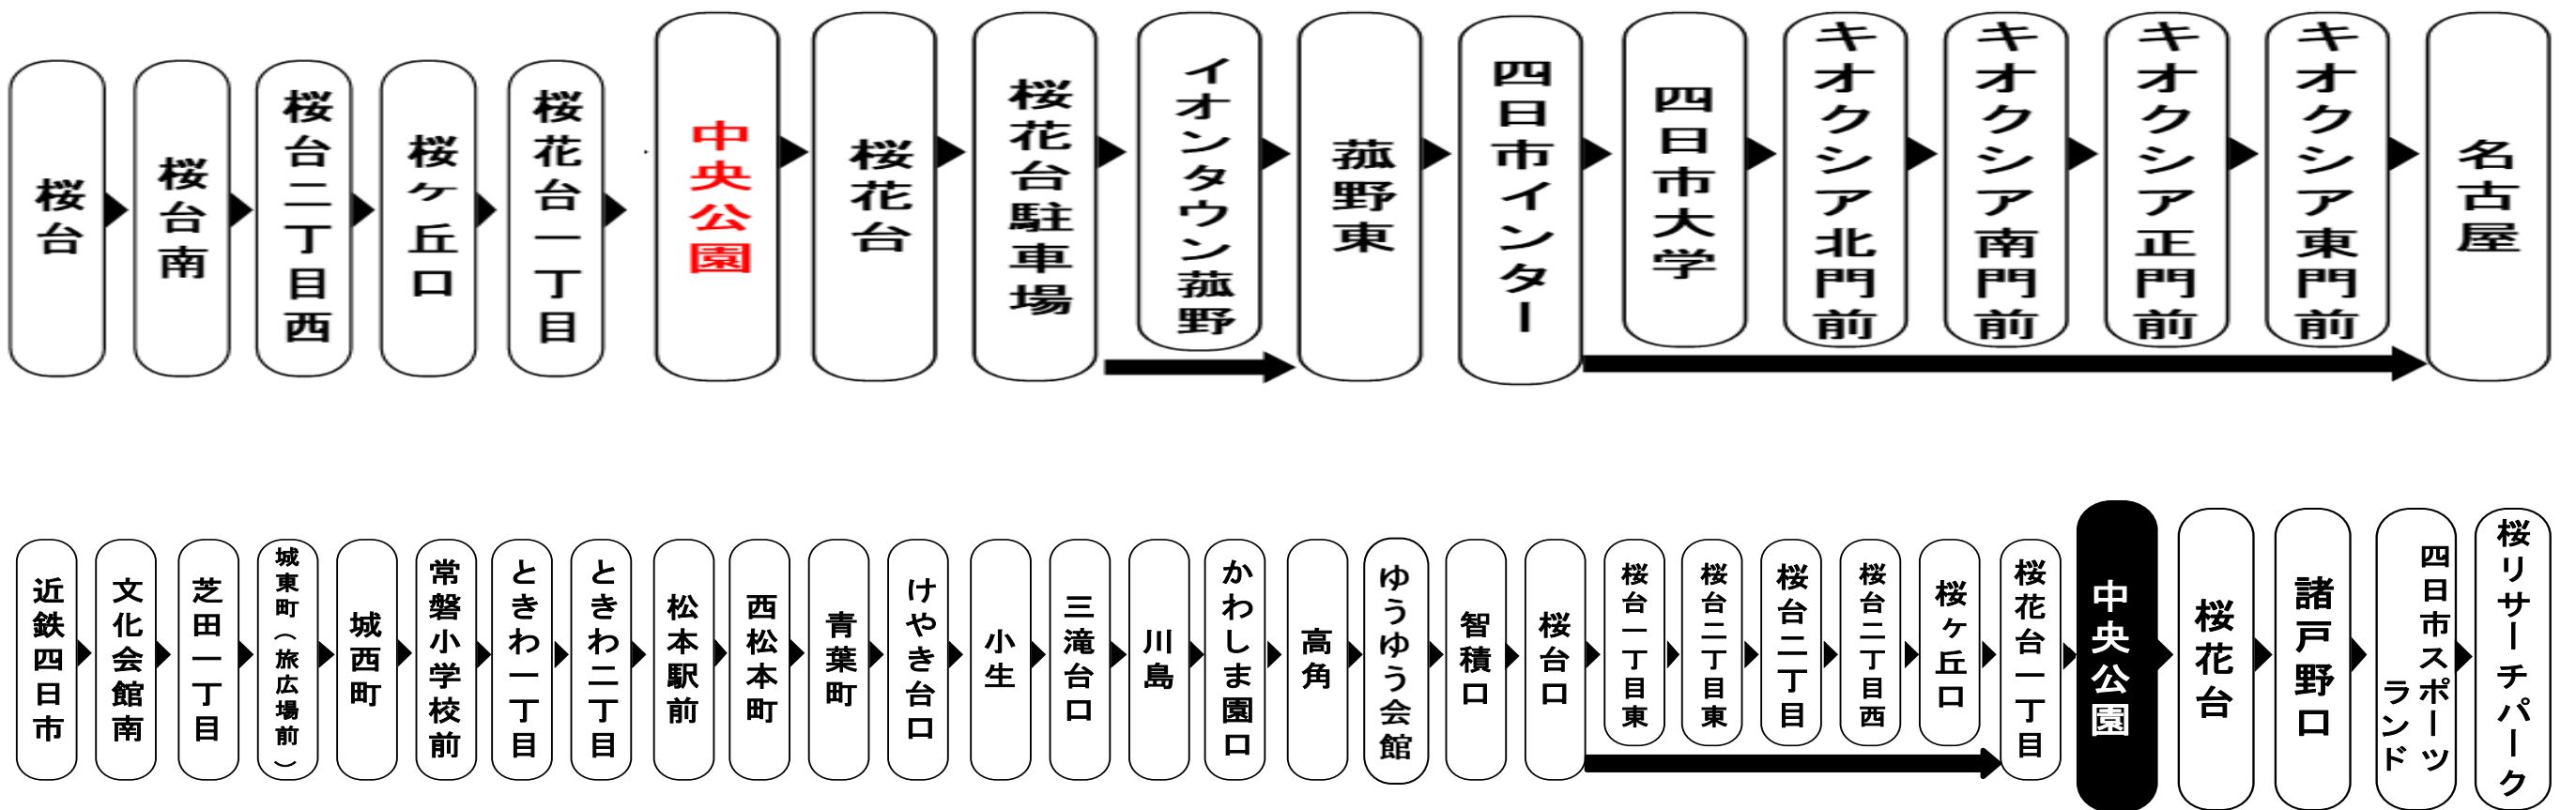 桜台
桜台南
桜台二丁目西
桜ケ丘口
桜花台一丁目
中央公園
桜花台
桜花台駐車場
イオンタウン菰野
菰野東
四日市インター
四日市大学
キオクシア北門前
キオクシア南門前
キオクシア正門前
キオクシア東門前
名古屋
近鉄四日市
文化会館南
芝田一丁目
城東町（旅広場前）
城西町
常磐小学校前
ときわ一丁目
ときわ二丁目
松本駅前
西松本町
青葉町
けやき台口
小生
三滝台口
川島
かわしま園口
高角
ゆうゆう会館
智積口
桜台口
桜台一丁目東
桜台二丁目東
桜台二丁目
桜台二丁目西
桜ケ丘口
桜花台一丁目
中央公園
桜花台
諸戸野口
四日市スポーツ
ランド
桜リサーチパーク